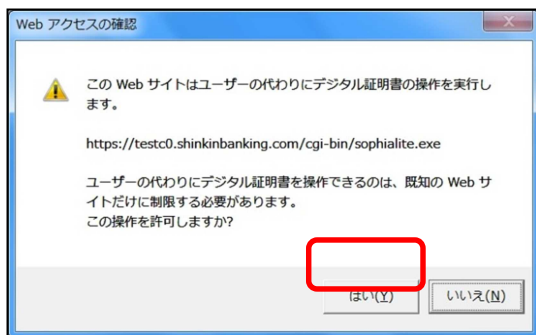 Web アクセスの確認
この Web サイトはユーザーの代わりにデジタル証明書の操作を実行し
ます。
https://testc0.shinkinbanking.com/cgi-bin/sophialite.exe
ユーザーの代わりにデジタル証明書を操作できるのは、既知の Web サ
イトだけに制限する必要があります。
この操作を許可しますか?
はい(Y) いいえ(N)